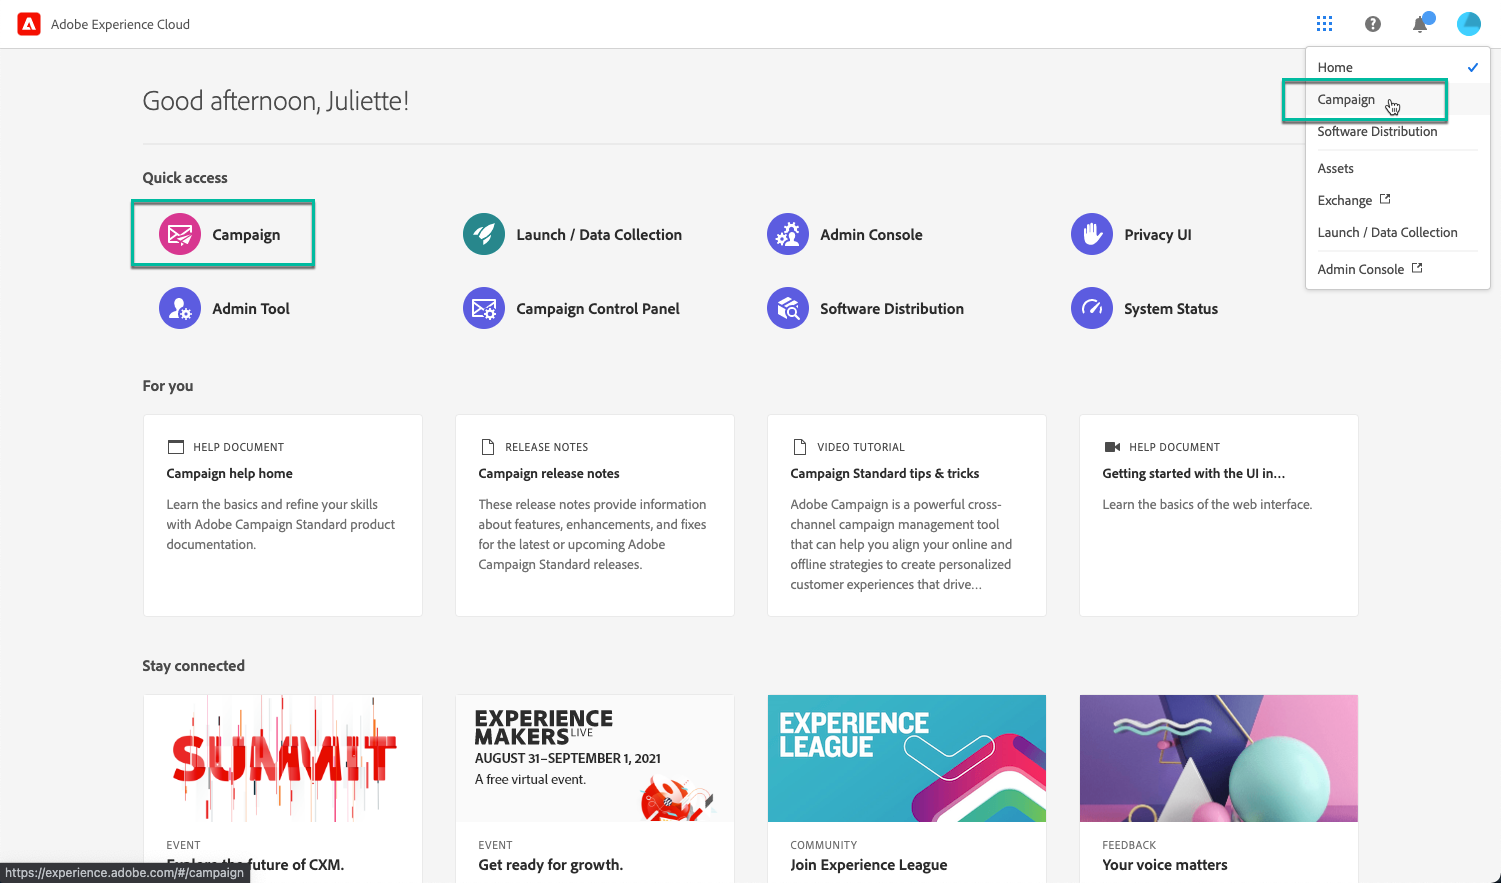 Adobe Experience Cloud
Home
Campaign
Software Distribution
Assets
Exchange
Launch / Data Collection
Admin Console
Good afternoon, Juliette!
Quick access
Campaign
Launch / Data Collection
Admin Console
Privacy UI
Admin Tool
Campaign Control Panel
Software Distribution
System Status
For you
HELP DOCUMENT
Campaign help home
Learn the basics and refine your skills
with Adobe Campaign Standard product
documentation.
RELEASE NOTES
Campaign release notes
These release notes provide information
about features, enhancements, and fixes
for the latest or upcoming Adobe
Campaign Standard releases.
VIDEO TUTORIAL
Campaign Standard tips & tricks
Adobe Campaign is a powerful cross-
channel campaign management tool
that can help you align your online and
offline strategies to create personalized
customer experiences that drive…
HELP DOCUMENT
Getting started with the UI in…
Learn the basics of the web interface.
Stay connected
SUMMIT
EVENT
Explore the future of CXM.
EXPERIENCE
MAKERS LIVE
AUGUST 31–SEPTEMBER 1, 2021
A free virtual event.
EVENT
Get ready for growth.
EXPERIENCE
LEAGUE
COMMUNITY
Join Experience League
FEEDBACK
Your voice matters
https://experience.adobe.com/#/campaign